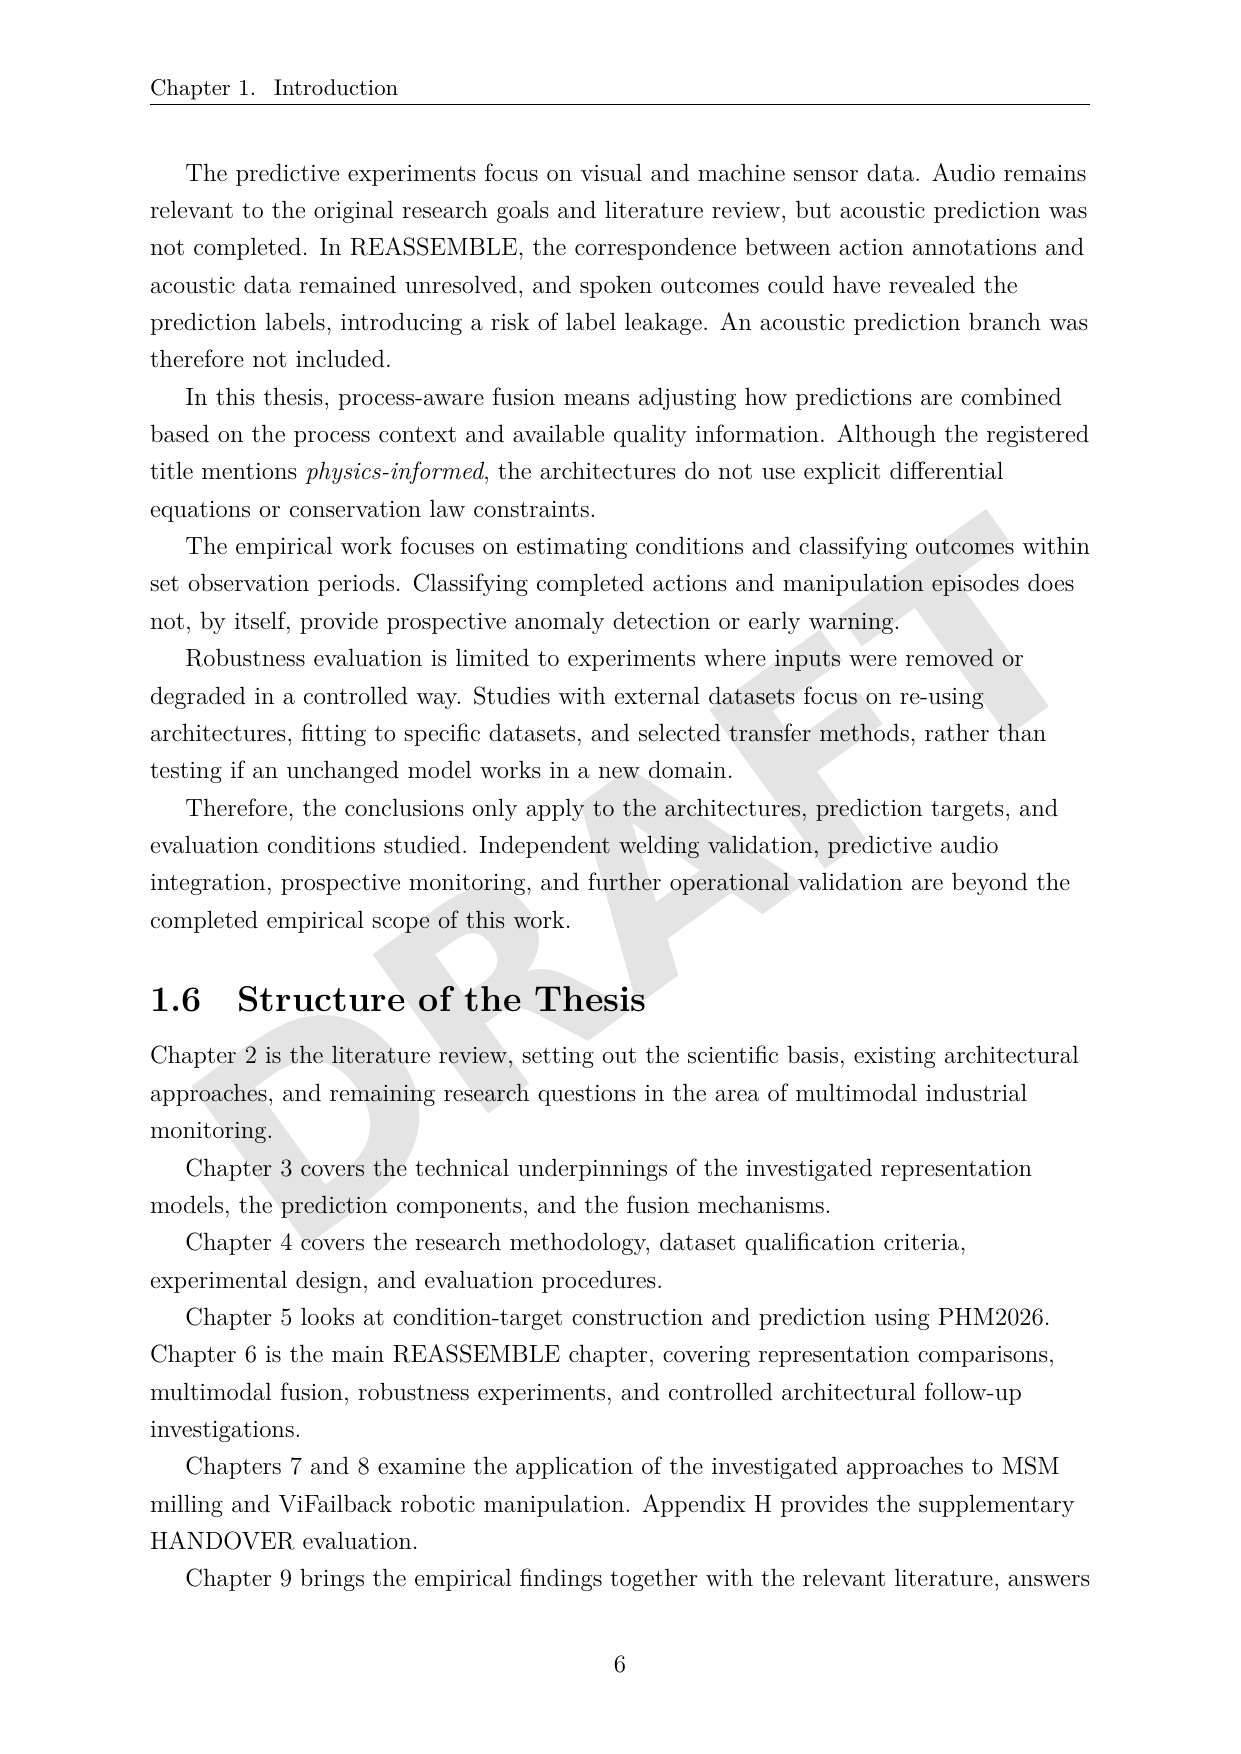 Chapter 1. Introduction
The predictive experiments focus on visual and machine sensor data. Audio remains
relevant to the original research goals and literature review, but acoustic prediction was
not completed. In REASSEMBLE, the correspondence between action annotations and
acoustic data remained unresolved, and spoken outcomes could have revealed the
prediction labels, introducing a risk of label leakage. An acoustic prediction branch was
therefore not included.
In this thesis, process-aware fusion means adjusting how predictions are combined
based on the process context and available quality information. Although the registered
title mentions physics-informed, the architectures do not use explicit differential
equations or conservation law constraints.
The empirical work focuses on estimating conditions and classifying outcomes within
set observation periods. Classifying completed actions and manipulation episodes does
not, by itself, provide prospective anomaly detection or early warning.
Robustness evaluation is limited to experiments where inputs were removed or
degraded in a controlled way. Studies with external datasets focus on re-using
architectures, fitting to specific datasets, and selected transfer methods, rather than
testing if an unchanged model works in a new domain.
Therefore, the conclusions only apply to the architectures, prediction targets, and
evaluation conditions studied. Independent welding validation, predictive audio
integration, prospective monitoring, and further operational validation are beyond the
completed empirical scope of this work.
1.6 Structure of the Thesis
Chapter 2 is the literature review, setting out the scientific basis, existing architectural
approaches, and remaining research questions in the area of multimodal industrial
monitoring.
Chapter 3 covers the technical underpinnings of the investigated representation
models, the prediction components, and the fusion mechanisms.
Chapter 4 covers the research methodology, dataset qualification criteria,
experimental design, and evaluation procedures.
Chapter 5 looks at condition-target construction and prediction using PHM2026.
Chapter 6 is the main REASSEMBLE chapter, covering representation comparisons,
multimodal fusion, robustness experiments, and controlled architectural follow-up
investigations.
Chapters 7 and 8 examine the application of the investigated approaches to MSM
milling and ViFailback robotic manipulation. Appendix H provides the supplementary
HANDOVER evaluation.
Chapter 9 brings the empirical findings together with the relevant literature, answers
6
DRAFT